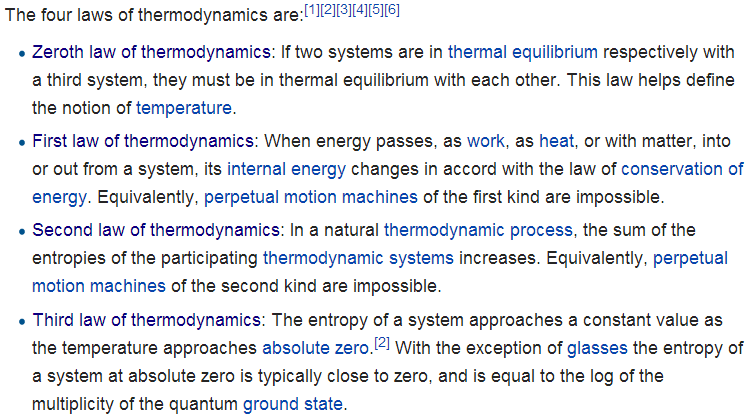 The four laws of thermodynamics are:[1][2][3][4][5][6]
• Zeroth law of thermodynamics: If two systems are in thermal equilibrium respectively with
a third system, they must be in thermal equilibrium with each other. This law helps define
the notion of temperature.
• First law of thermodynamics: When energy passes, as work, as heat, or with matter, into
or out from a system, its internal energy changes in accord with the law of conservation of
energy. Equivalently, perpetual motion machines of the first kind are impossible.
• Second law of thermodynamics: In a natural thermodynamic process, the sum of the
entropies of the participating thermodynamic systems increases. Equivalently, perpetual
motion machines of the second kind are impossible.
• Third law of thermodynamics: The entropy of a system approaches a constant value as
the temperature approaches absolute zero.[2] With the exception of glasses the entropy of
a system at absolute zero is typically close to zero, and is equal to the log of the
multiplicity of the quantum ground state.